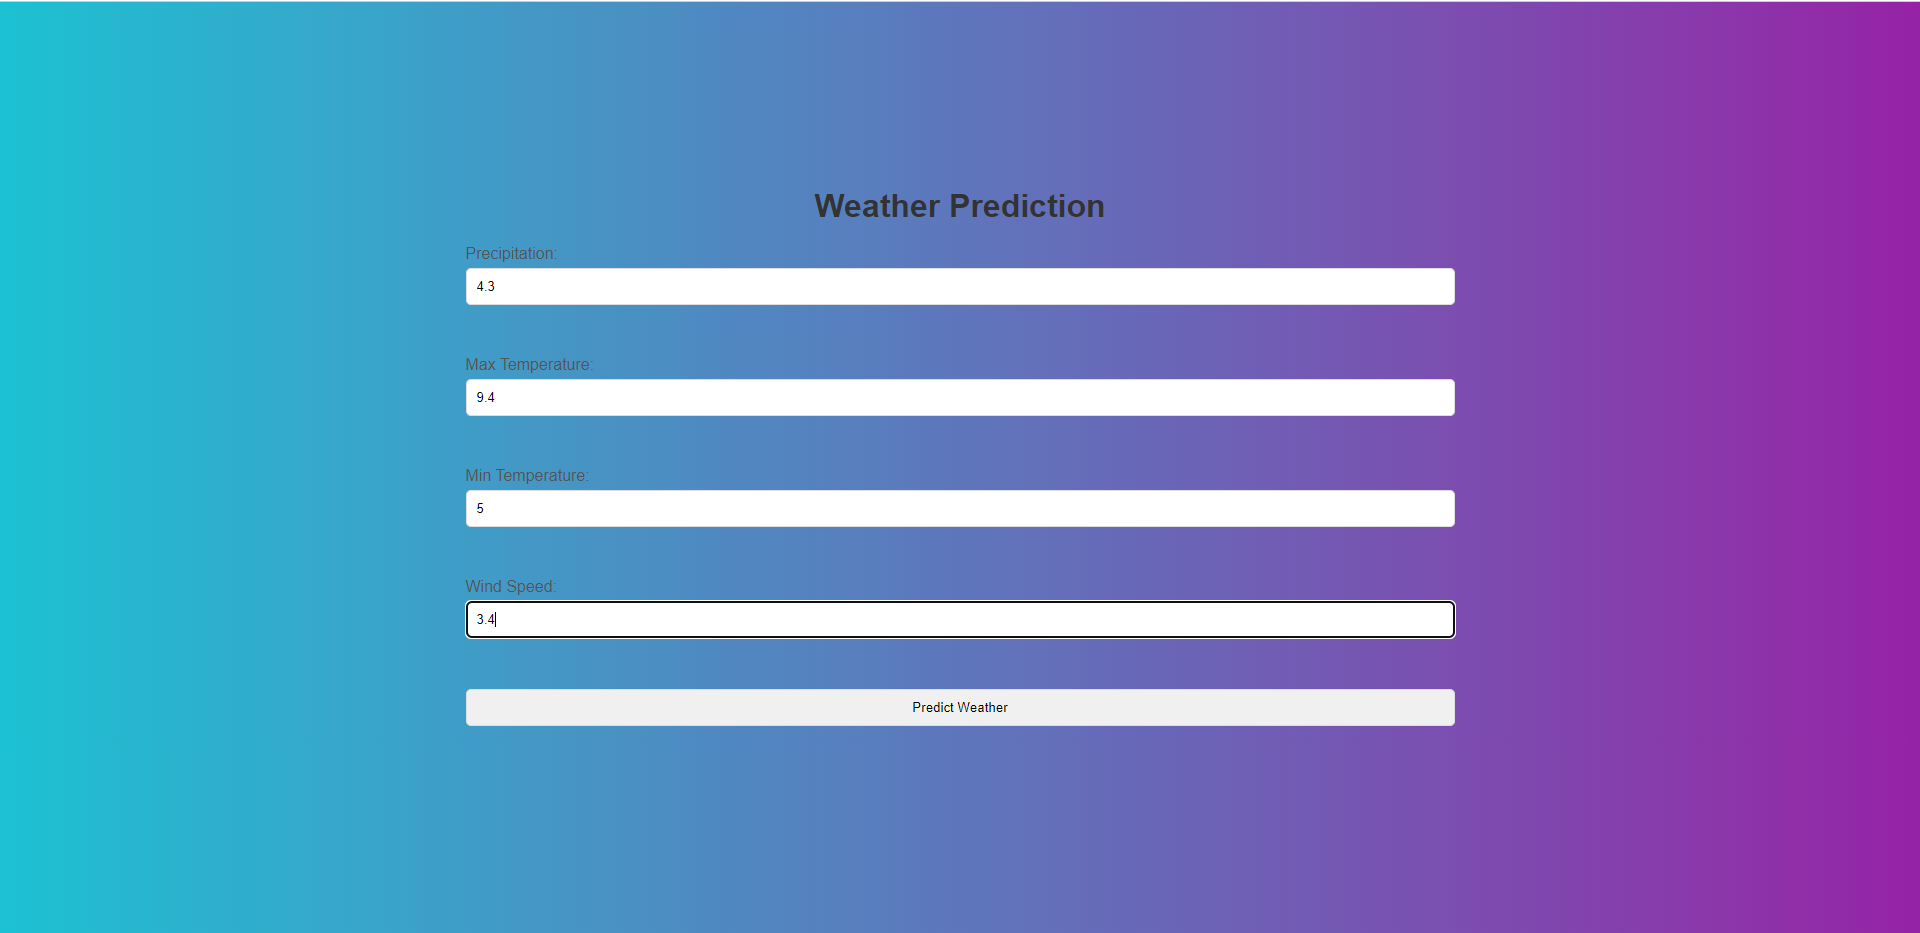 Weather Prediction
Precipitation:
4.3
Max Temperature:
9.4
Min Temperature:
5
Wind Speed:
3.4
Predict Weather